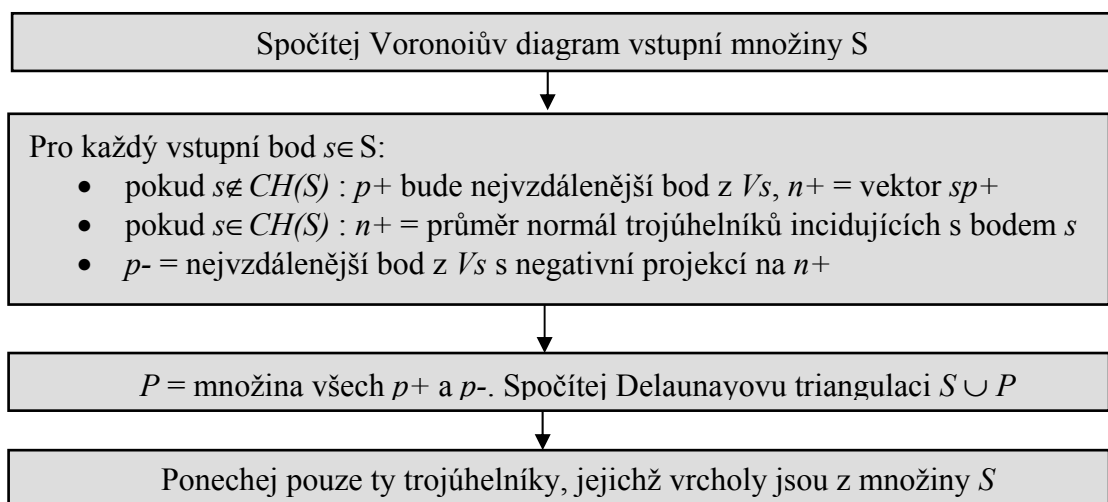 Spočítej Voronoiův diagram vstupní množiny S
Pro každý vstupní bod s∈ S:
• pokud s∉ CH(S) : p+ bude nejvzdálenější bod z Vs, n+ = vektor sp+
• pokud s∈ CH(S) : n+ = průměr normál trojúhelníků incidujících s bodem s
• p- = nejvzdálenější bod z Vs s negativní projekcí na n+
P = množina všech p+ a p-. Spočítej Delaunayovu triangulaci S ∪ P
Ponechej pouze ty trojúhelníky, jejichž vrcholy jsou z množiny S